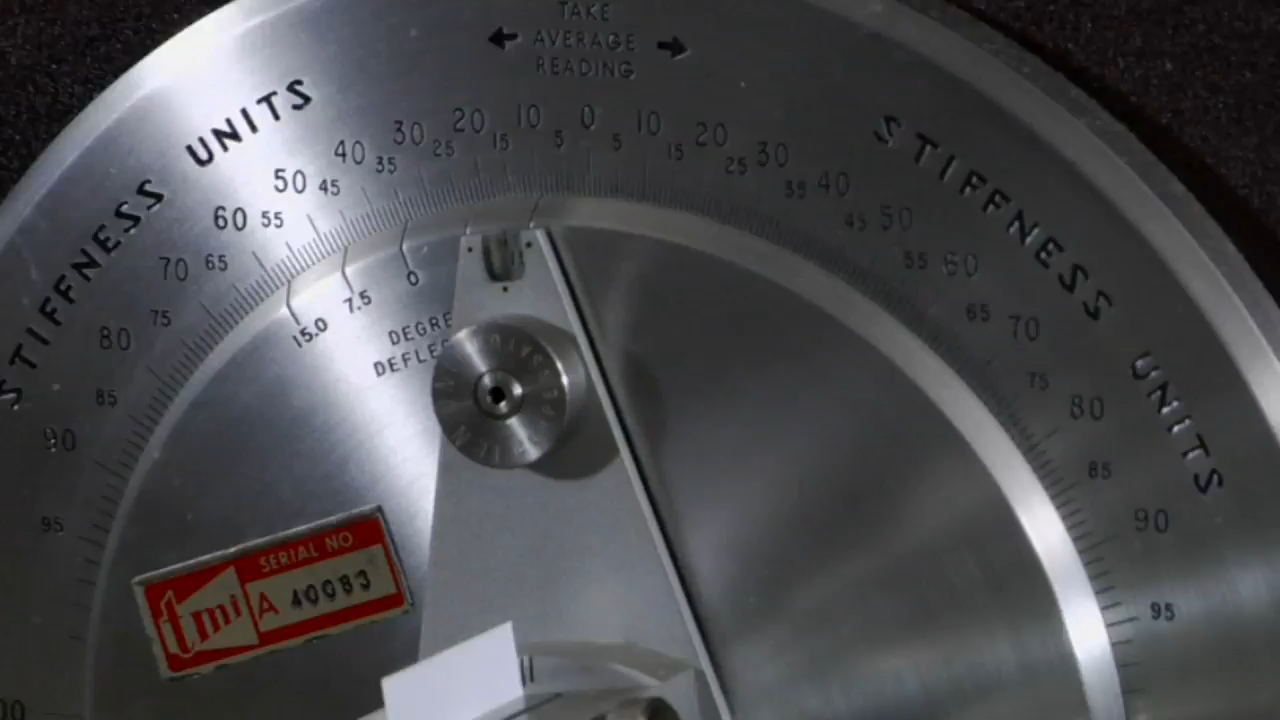 TAKE
AVERAGE
READING
STIFFNESS UNITS
STIFFNESS UNITS
95 90 85 80 75 70 65 60 55 50 45 40 35 30 25 20 15 10 5 0 5 10 15 20 25 30 35 40 45 50 55 60 65 70 75 80 85 90 95
15.0 7.5 0
SERIAL NO
tmi A 40083